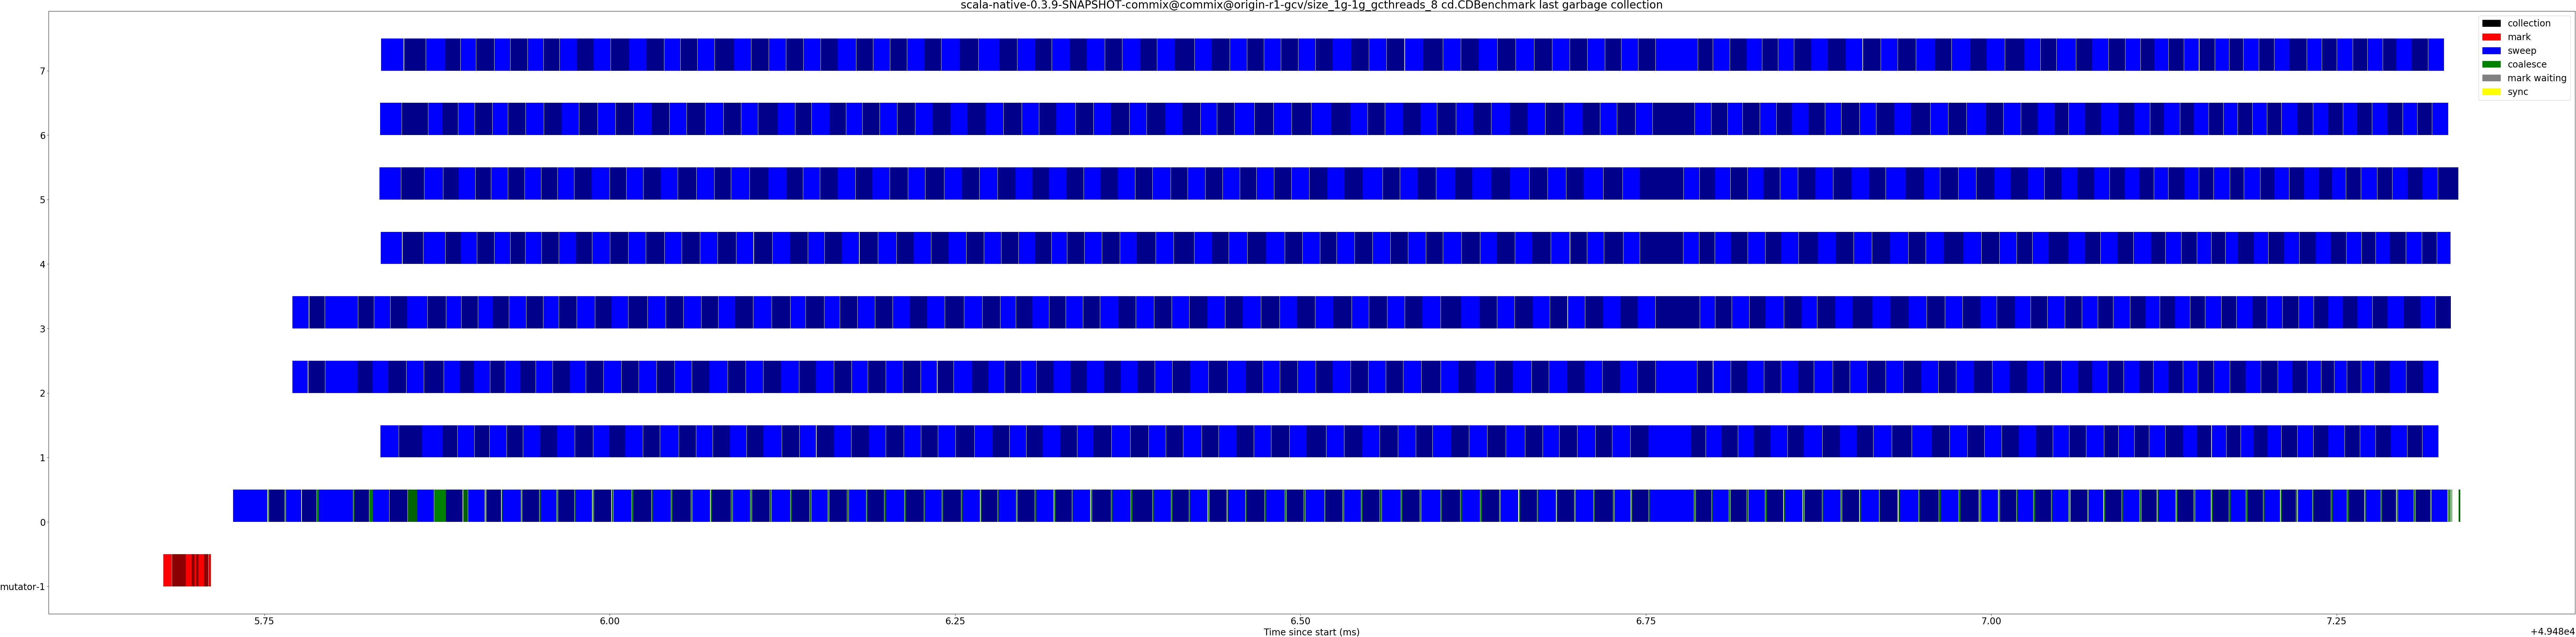 scala-native-0.3.9-SNAPSHOT-commix@commix@origin-r1-gcv/size_1g-1g_gcthreads_8 cd.CDBenchmark last garbage collection
collection
mark
sweep
coalesce
mark waiting
sync
7
6
5
4
3
2
1
0
mutator-1
5.75 6.00 6.25 6.50 6.75 7.00 7.25
Time since start (ms)
+4.948e4